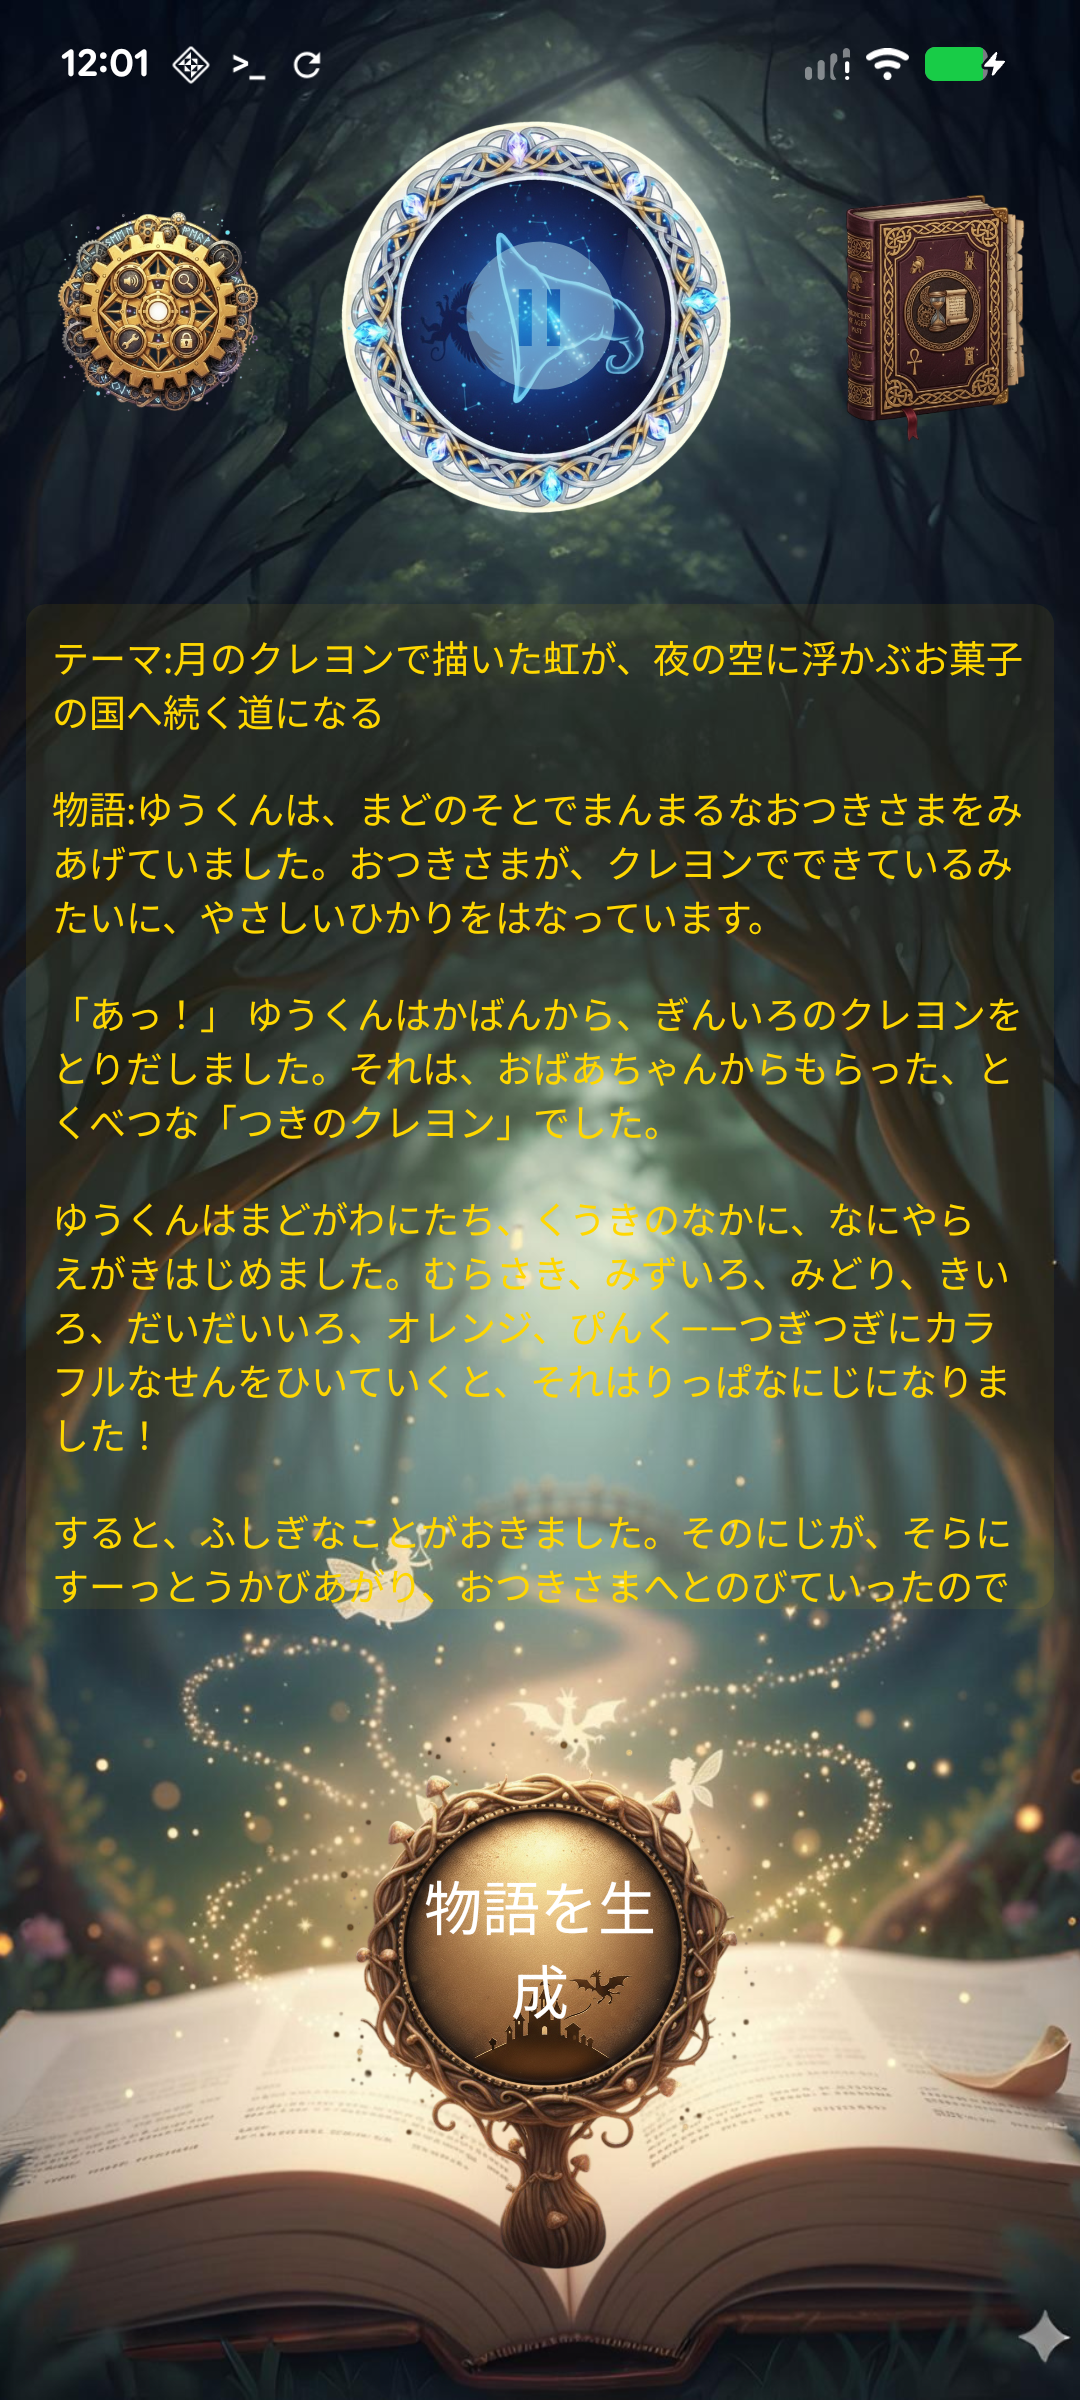 12:01
テーマ:月のクレヨンで描いた虹が、夜の空に浮かぶお菓子
の国へ続く道になる
物語:ゆうくんは、まどのそとでまんまるなおつきさまをみ
あげていました。おつきさまが、クレヨンでできているみ
たいに、やさしいひかりをはなっています。
「あっ！」 ゆうくんはかばんから、ぎんいろのクレヨンを
とりだしました。それは、おばあちゃんからもらった、と
くべつな「つきのクレヨン」でした。
ゆうくんはまどがわにたち、くうきのなかに、なにやら
えがきはじめました。むらさき、みずいろ、みどり、きい
ろ、だいだいいろ、オレンジ、ぴんく——つぎつぎにカラ
フルなせんをひいていくと、それはりっぱなにじになりま
した！
すると、ふしぎなことがおきました。そのにじが、そらに
すーっとうかびあがり、おつきさまへとのびていったので
物語を生
成